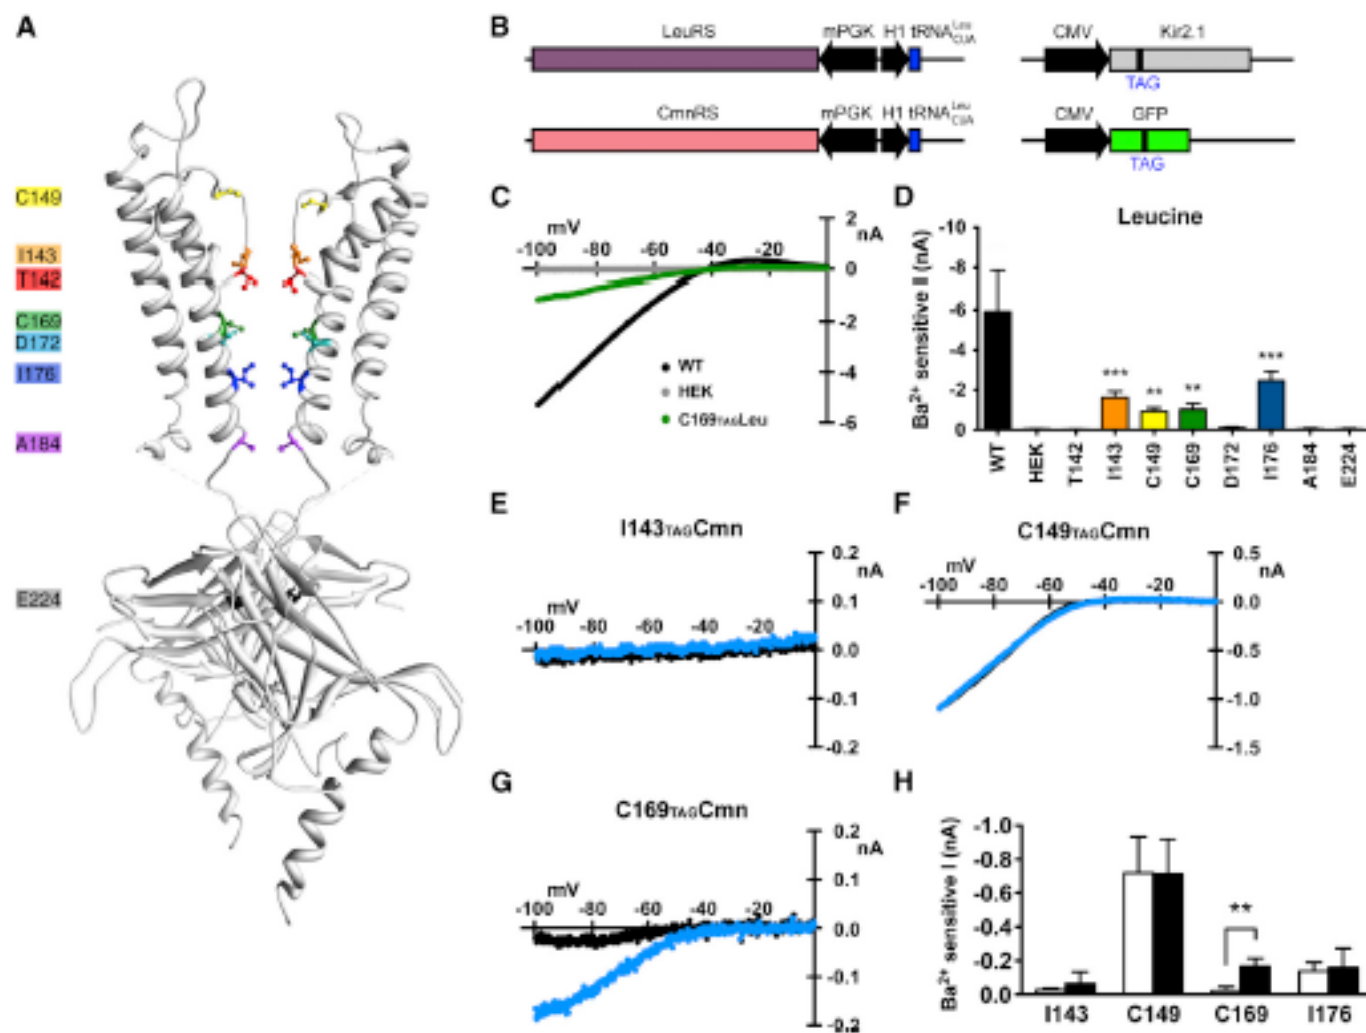 A
C149
I143
T142
C169
D172
I176
A184
E224
B
LeuRS
mPGK
H1
tRNA Leu CUA
CMV
Kir2.1
TAG
CmnRS
mPGK
H1
tRNA Leu CUA
CMV
GFP
TAG
C
mV
-100 -80 -60 -40 -20
2
nA
0
-2
-4
-6
WT
HEK
C169TAGLeu
D
Leucine
Ba2+ sensitive II (nA)
-10
-8
-6
-4
-2
0
***
**
**
***
WT
HEK
T142
I143
C149
C169
D172
I176
A184
E224
E
I143TAGCmn
mV
-100 -80 -60 -40 -20
0.2
nA
0.1
0.0
-0.1
-0.2
F
C149TAGCmn
mV
-100 -80 -60 -40 -20
0.5
nA
0.0
-0.5
-1.0
-1.5
G
C169TAGCmn
mV
-100 -80 -60 -40 -20
0.2
nA
0.1
0.0
-0.1
-0.2
H
Ba2+ sensitive I (nA)
-1.0
-0.8
-0.6
-0.4
-0.2
0.0
**
I143 C149 C169 I176